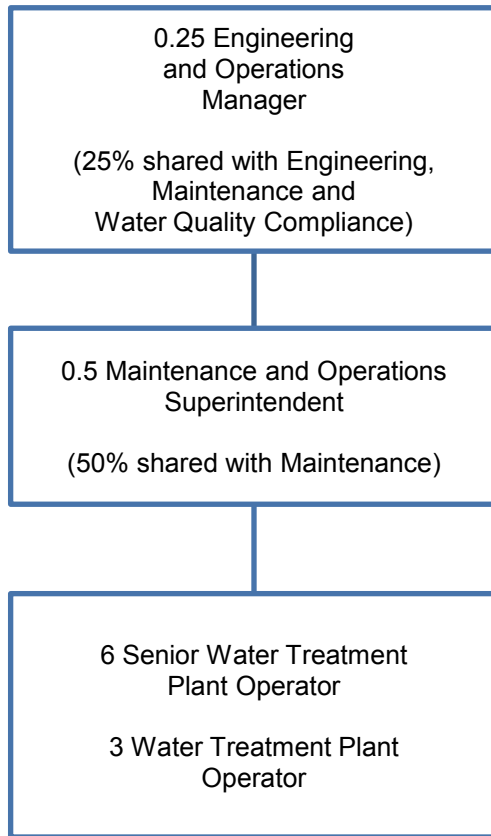 0.25 Engineering
and Operations
Manager
(25% shared with Engineering,
Maintenance and
Water Quality Compliance)
0.5 Maintenance and Operations
Superintendent
(50% shared with Maintenance)
6 Senior Water Treatment
Plant Operator
3 Water Treatment Plant
Operator